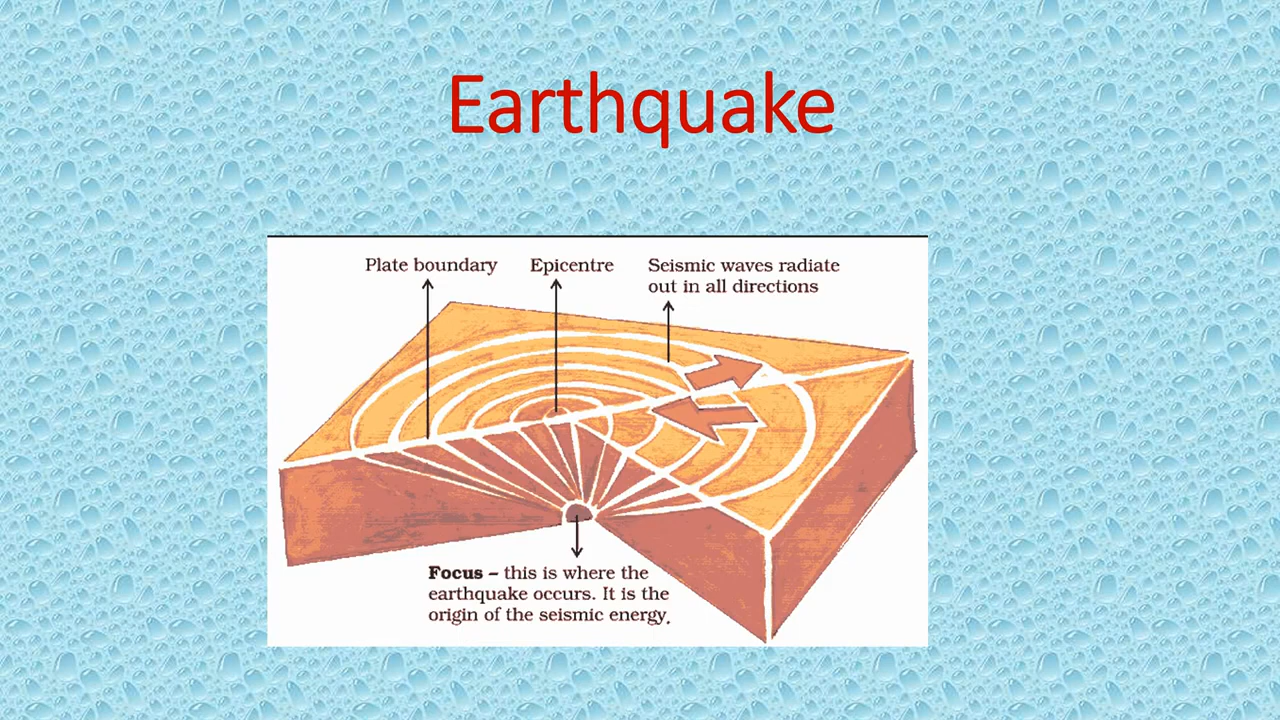 Earthquake
Plate boundary
Epicentre
Seismic waves radiate
out in all directions
Focus – this is where the
earthquake occurs. It is the
origin of the seismic energy.